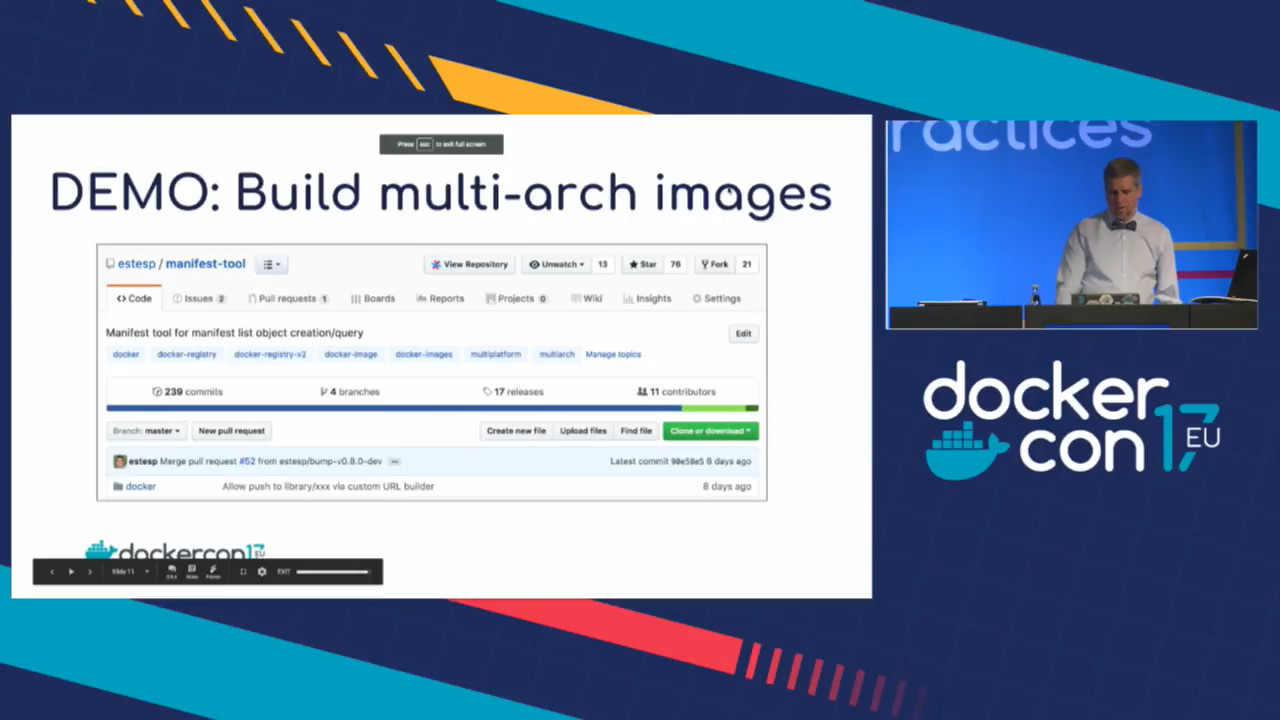 Press esc to exit full screen
DEMO: Build multi-arch images
estesp / manifest-tool
View Repository
Unwatch 13
Star 76
Fork 21
Code
Issues 2
Pull requests 1
Boards
Reports
Projects 0
Wiki
Insights
Settings
Manifest tool for manifest list object creation/query
Edit
docker docker-registry docker-registry-v2 docker-image docker-images multiplatform multiarch Manage topics
239 commits
4 branches
17 releases
11 contributors
Branch: master
New pull request
Create new file
Upload files
Find file
Clone or download
estesp Merge pull request #52 from estesp/bump-v0.8.0-dev
Latest commit 90e58e5 8 days ago
docker
Allow push to library/xxx via custom URL builder
8 days ago
dockercon17 EU
Slide 11
Q&A
Notes
Pointer
EXIT
ractices
docker
con 17 EU